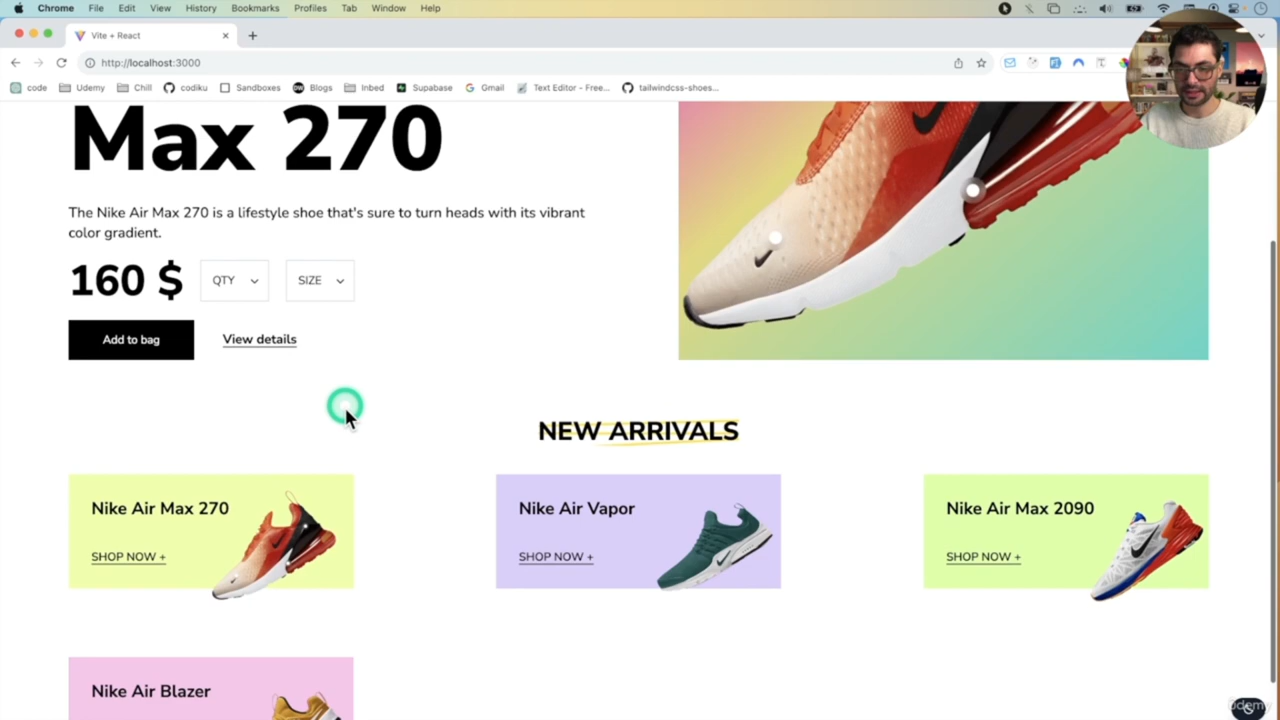 Chrome File Edit View History Bookmarks Profiles Tab Window Help
Vite + React
http://localhost:3000
code Udemy Chill codiku Sandboxes Blogs Inbed Supabase Gmail Text Editor - Free... tailwindcss-shoes...
Max 270
The Nike Air Max 270 is a lifestyle shoe that's sure to turn heads with its vibrant
color gradient.
160 $ QTY SIZE
Add to bag View details
NEW ARRIVALS
Nike Air Max 270 Nike Air Vapor Nike Air Max 2090
SHOP NOW + SHOP NOW + SHOP NOW +
Nike Air Blazer